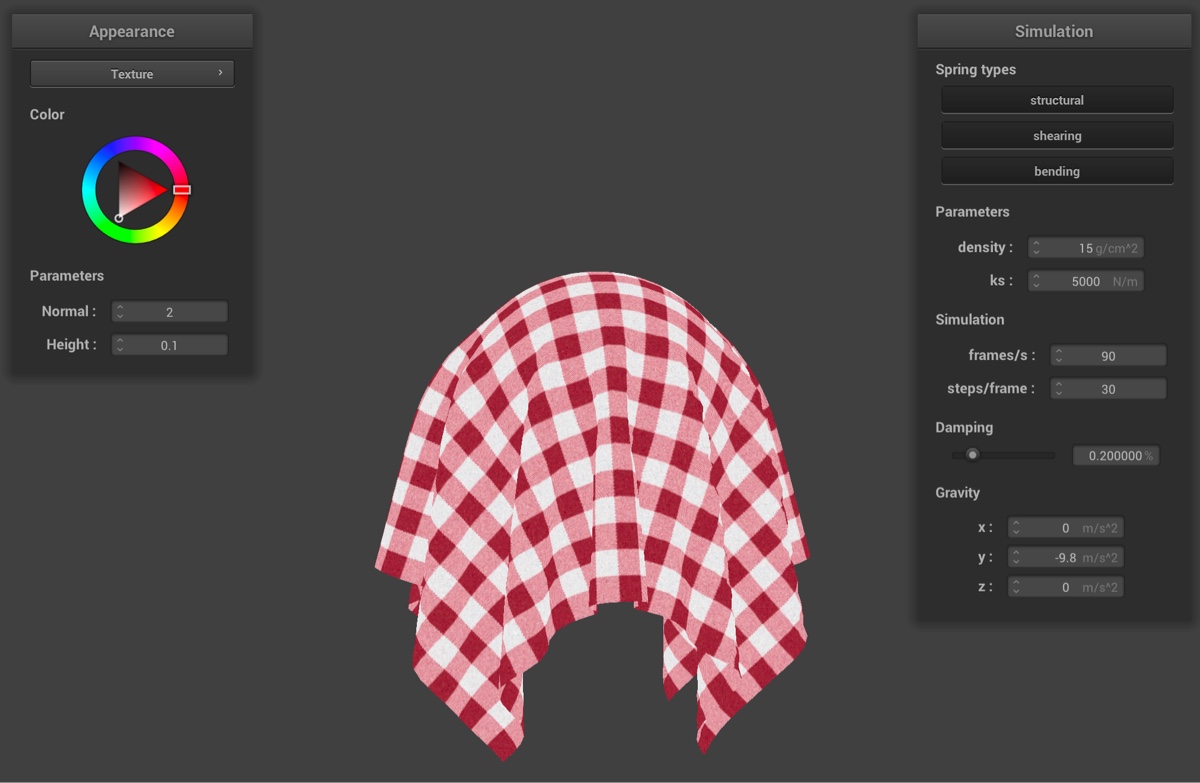 Appearance
Texture
Color
Parameters
Normal : 2
Height : 0.1
Simulation
Spring types
structural
shearing
bending
Parameters
density : 15 g/cm^2
ks : 5000 N/m
Simulation
frames/s : 90
steps/frame : 30
Damping
0.200000 %
Gravity
x : 0 m/s^2
y : -9.8 m/s^2
z : 0 m/s^2